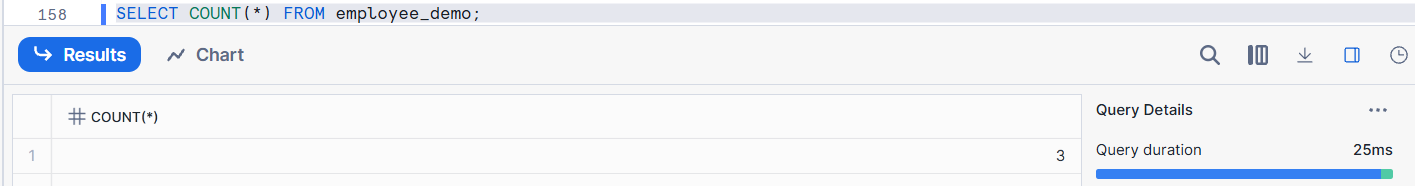 158 SELECT COUNT(*) FROM employee_demo;
Results Chart
COUNT(*) Query Details
1 3 Query duration 25ms